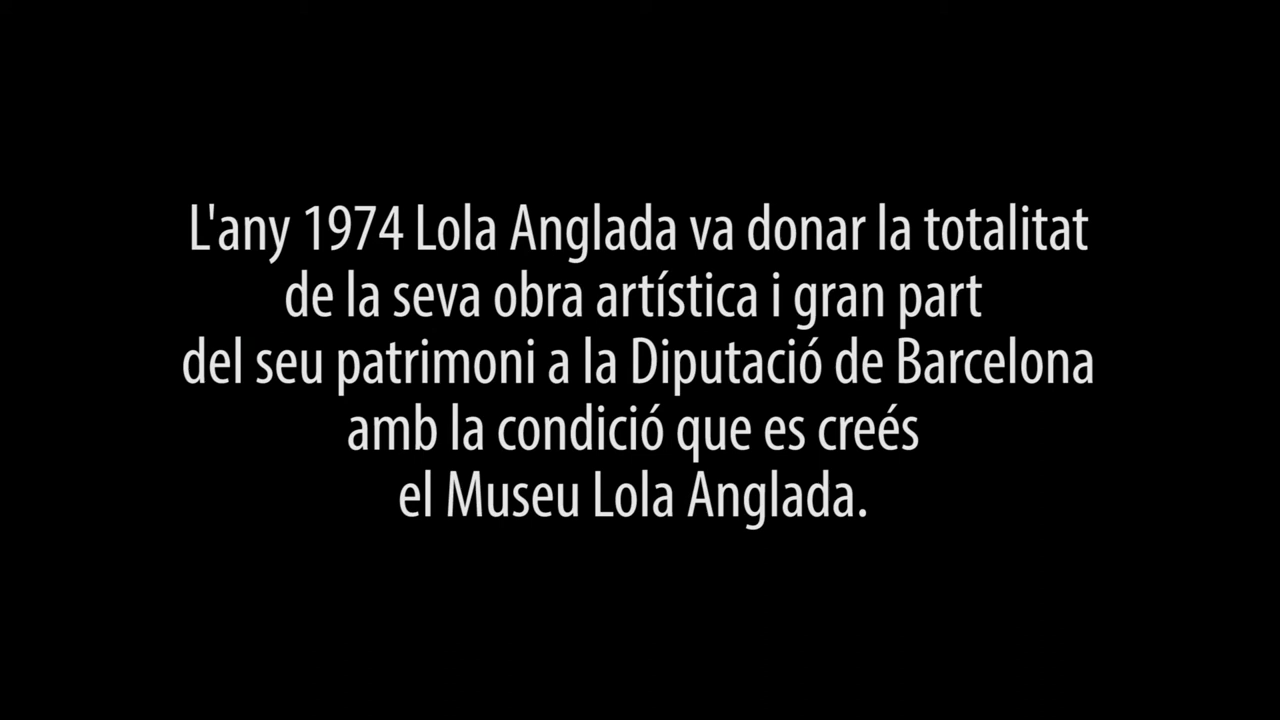 L'any 1974 Lola Anglada va donar la totalitat
de la seva obra artística i gran part
del seu patrimoni a la Diputació de Barcelona
amb la condició que es creés
el Museu Lola Anglada.